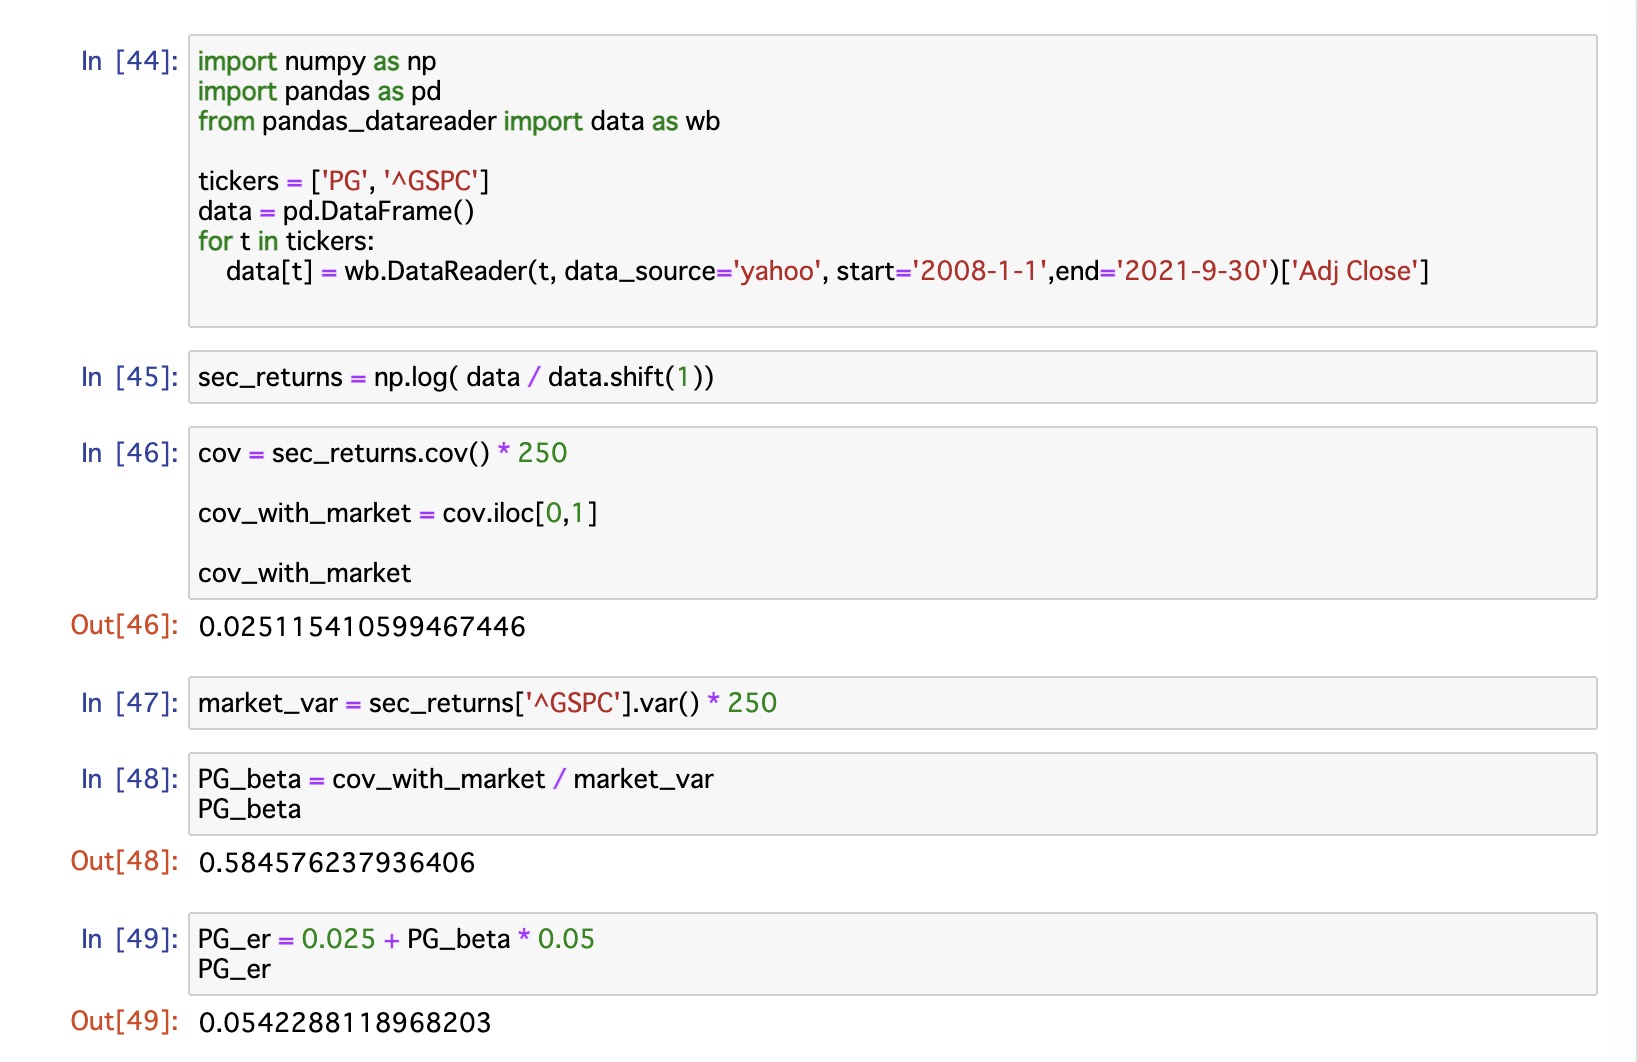 In [44]:
import numpy as np
import pandas as pd
from pandas_datareader import data as wb
tickers = ['PG', '^GSPC']
data = pd.DataFrame()
for t in tickers:
    data[t] = wb.DataReader(t, data_source='yahoo', start='2008-1-1',end='2021-9-30')['Adj Close']
In [45]:
sec_returns = np.log( data / data.shift(1))
In [46]:
cov = sec_returns.cov() * 250
cov_with_market = cov.iloc[0,1]
cov_with_market
Out[46]:
0.025115410599467446
In [47]:
market_var = sec_returns['^GSPC'].var() * 250
In [48]:
PG_beta = cov_with_market / market_var
PG_beta
Out[48]:
0.584576237936406
In [49]:
PG_er = 0.025 + PG_beta * 0.05
PG_er
Out[49]:
0.0542288118968203